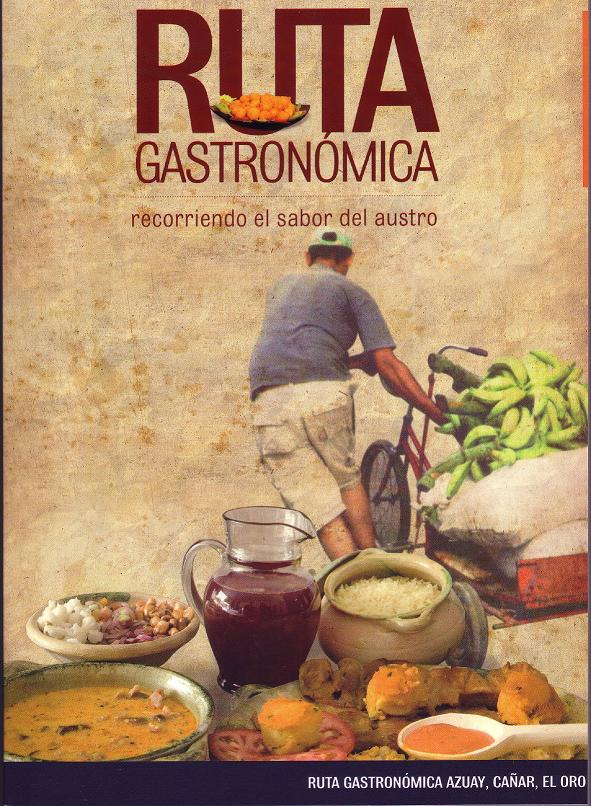 RUTA
GASTRONÓMICA
recorriendo el sabor del austro
RUTA GASTRONÓMICA AZUAY, CAÑAR, EL ORO